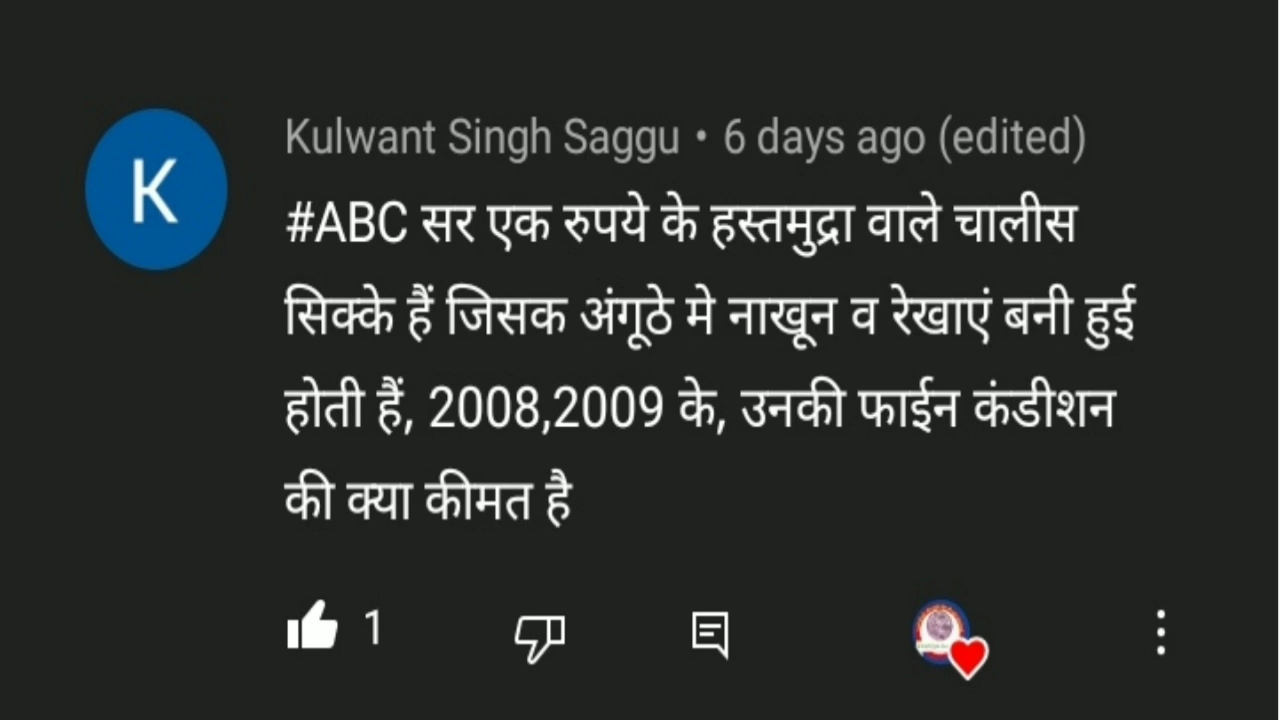 K
Kulwant Singh Saggu • 6 days ago (edited)
#ABC सर एक रुपये के हस्तमुद्रा वाले चालीस
सिक्के हैं जिसक अंगूठे मे नाखून व रेखाएं बनी हुई
होती हैं, 2008,2009 के, उनकी फाईन कंडीशन
की क्या कीमत है
1